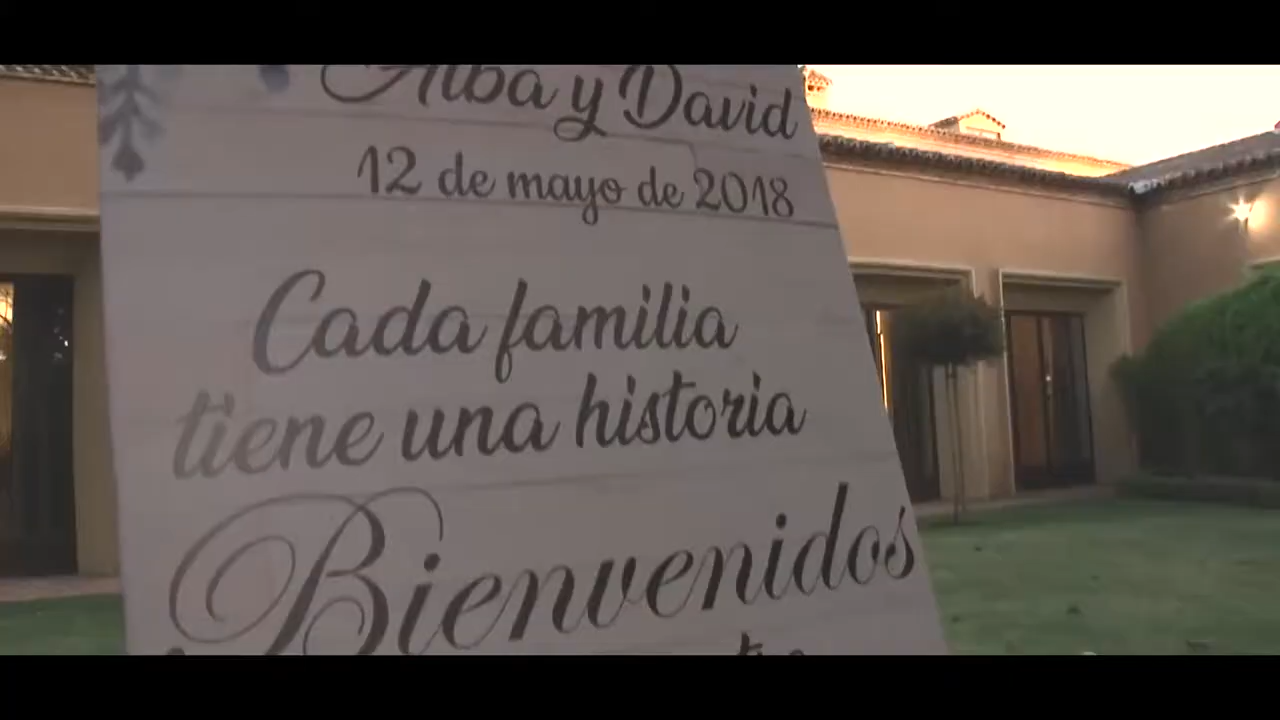 Alba y David
12 de mayo de 2018
Cada familia
tiene una historia
Bienvenidos